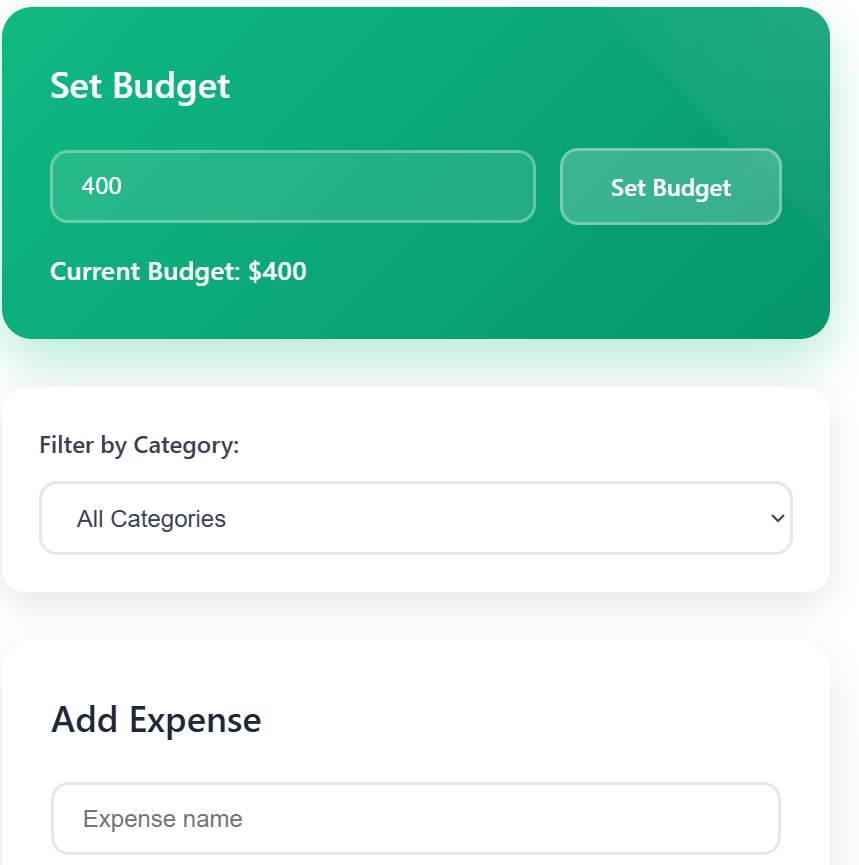 Set Budget
400
Set Budget
Current Budget: $400
Filter by Category:
All Categories
Add Expense
Expense name